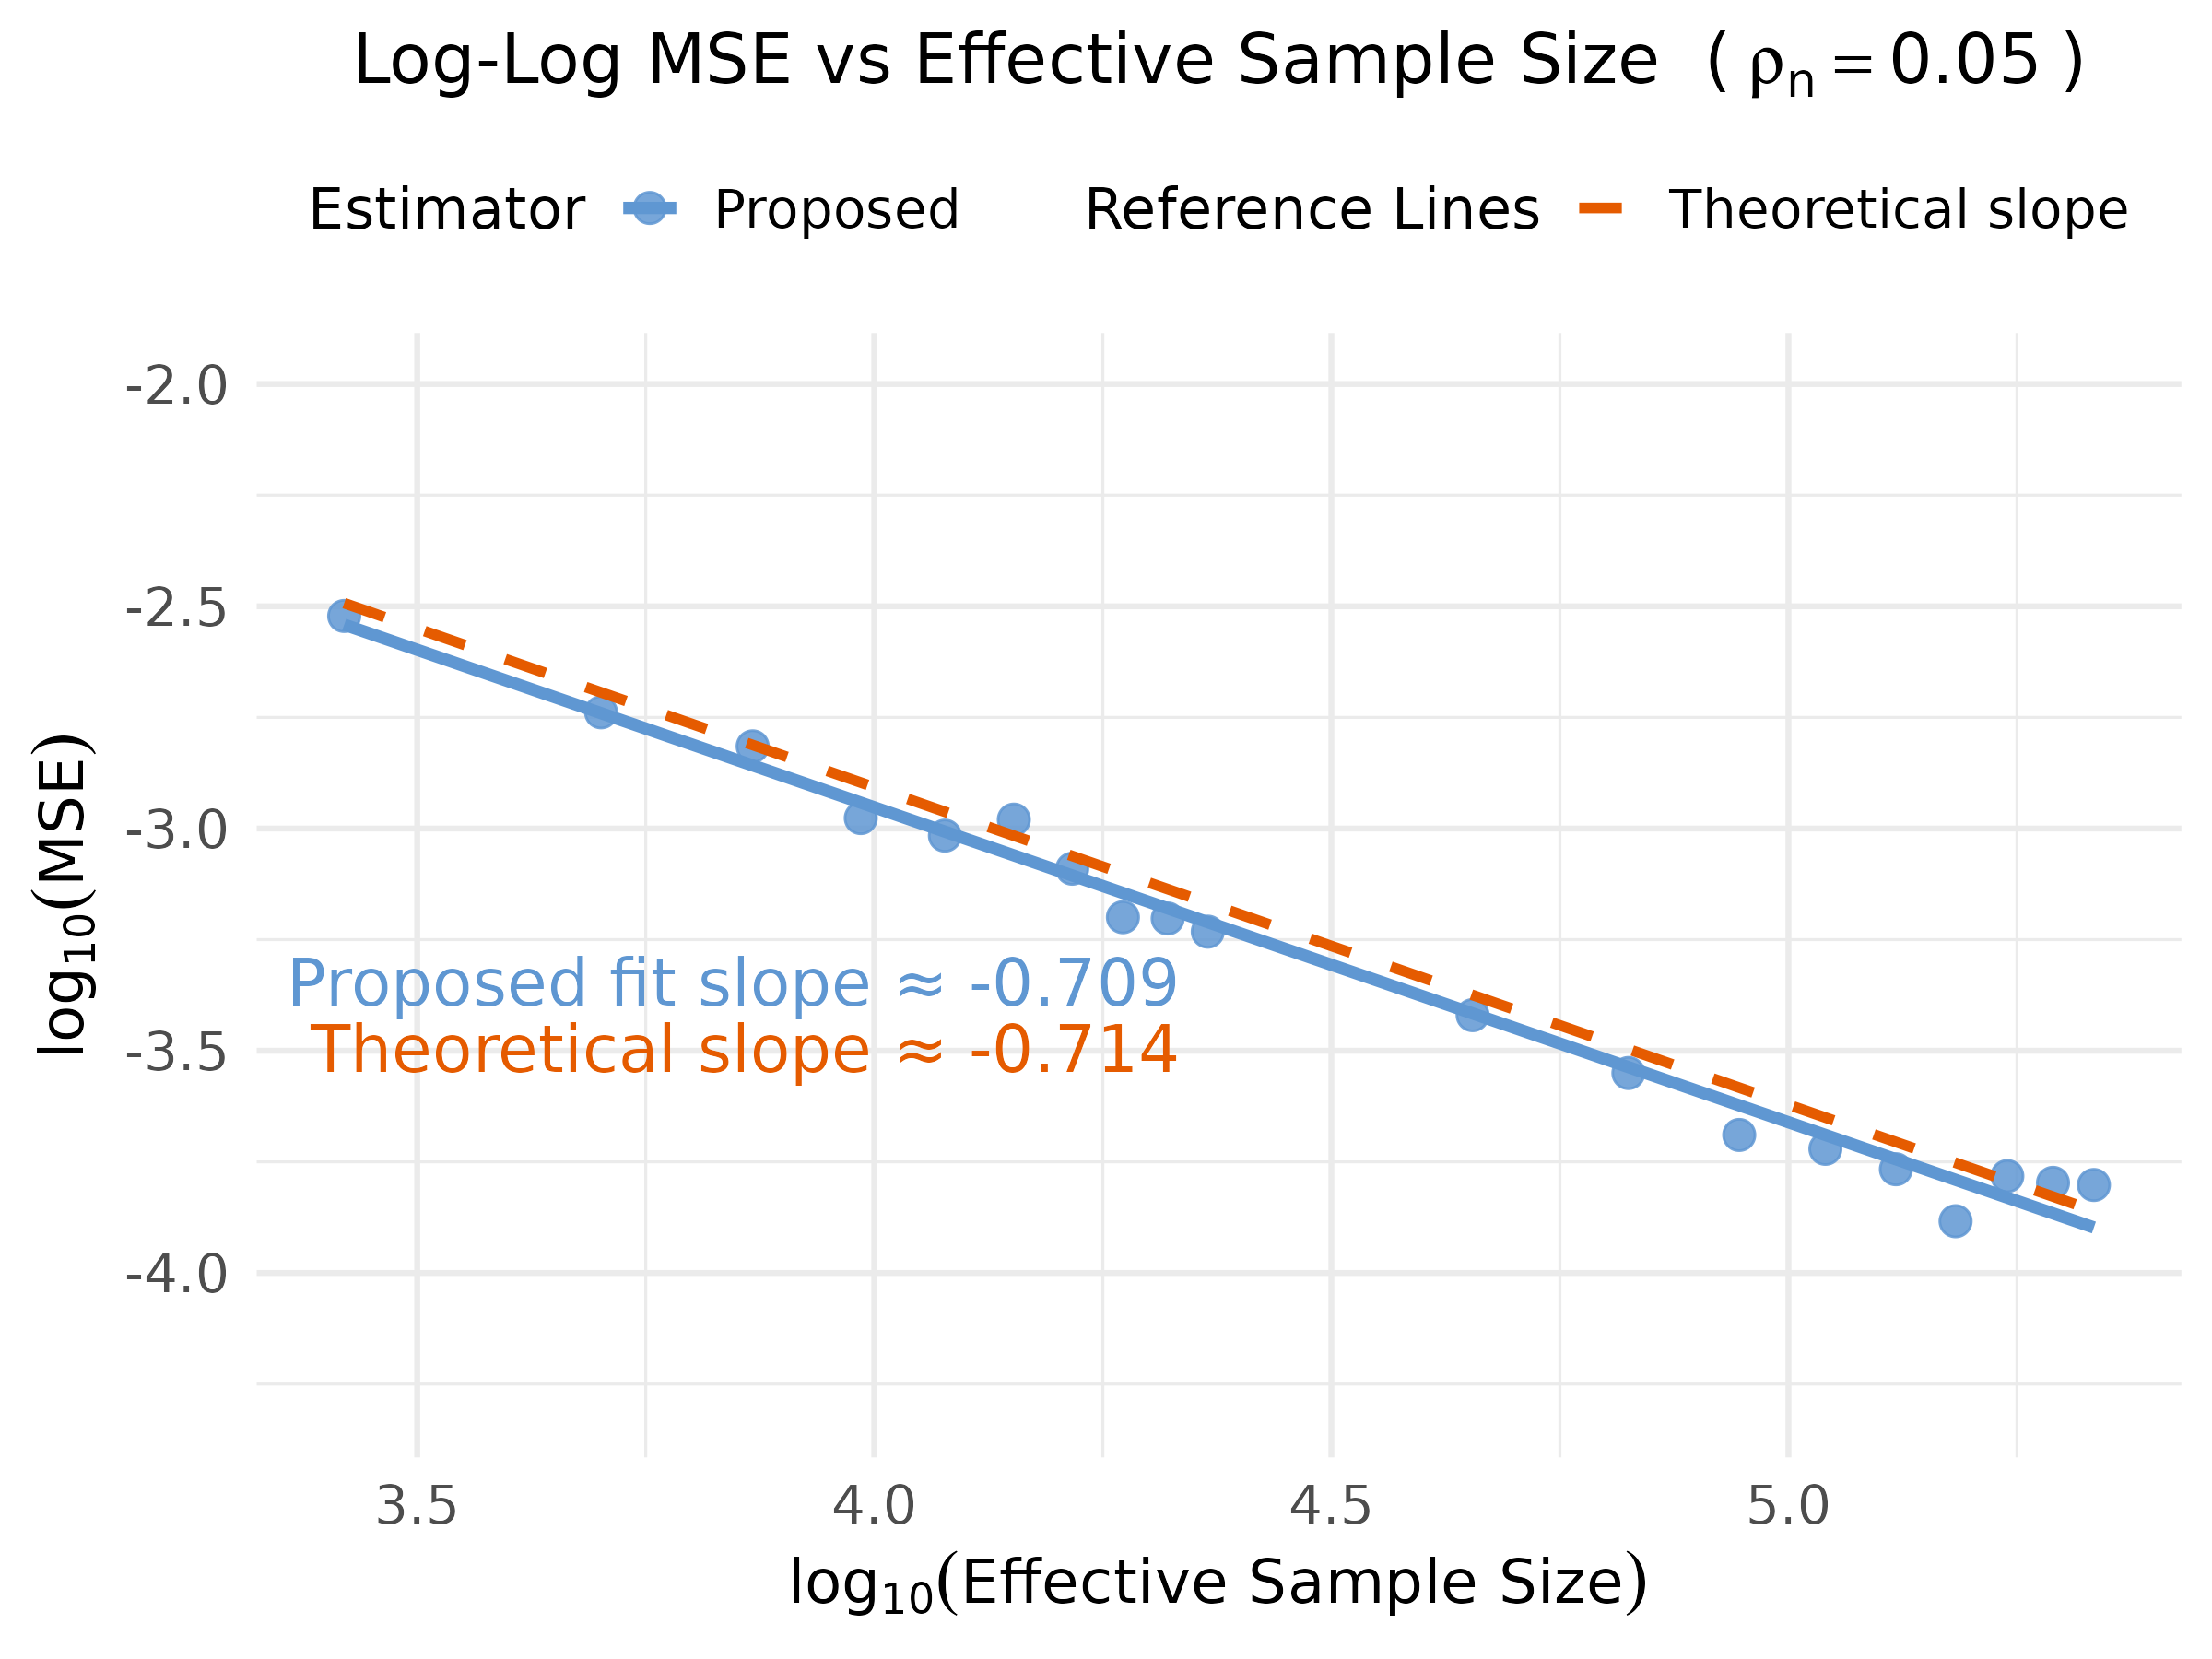 Log-Log MSE vs Effective Sample Size ( ρn = 0.05 )
Estimator Proposed Reference Lines Theoretical slope
-2.0
-2.5
-3.0
-3.5
-4.0
log10(MSE)
Proposed fit slope ≈ -0.709
Theoretical slope ≈ -0.714
3.5 4.0 4.5 5.0
log10(Effective Sample Size)